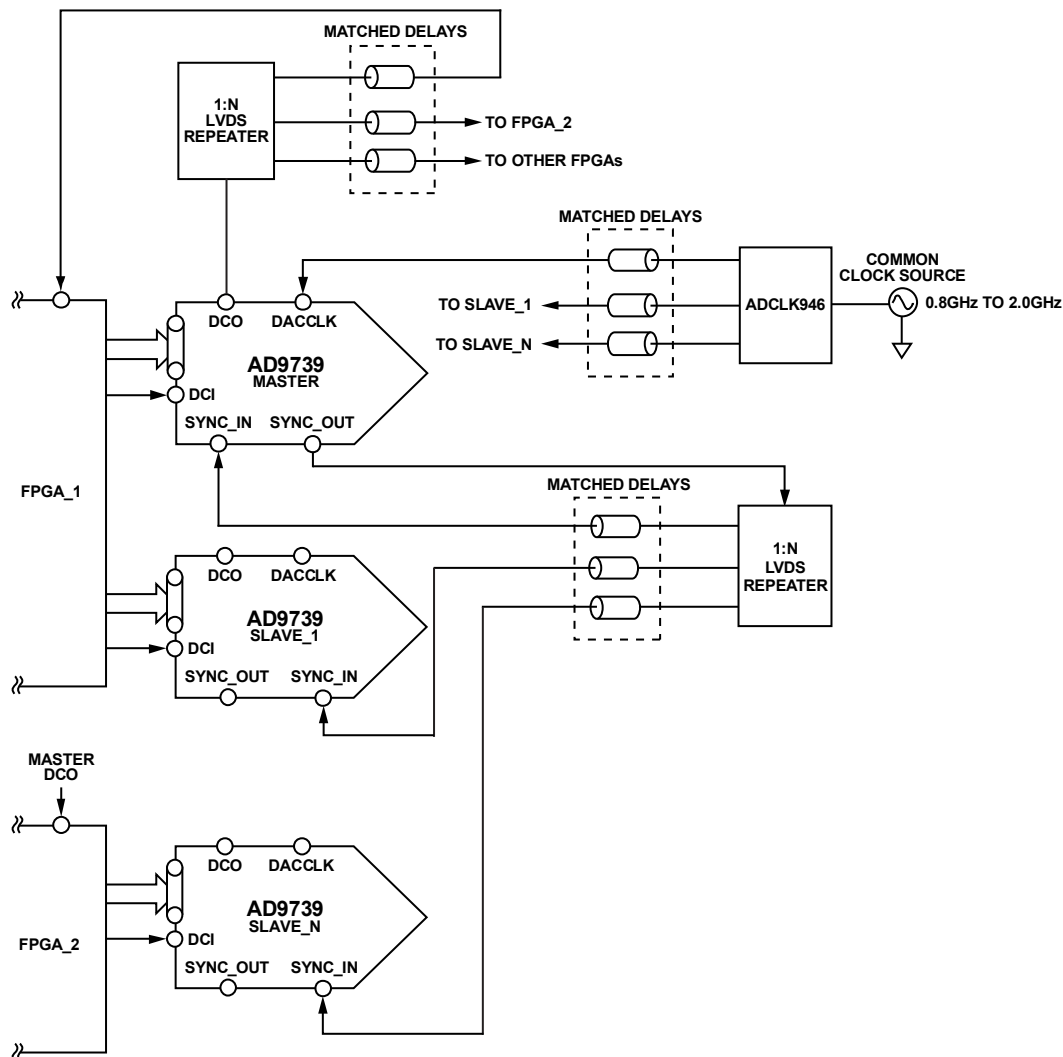 MATCHED DELAYS
1:N
LVDS
REPEATER
TO FPGA_2
TO OTHER FPGAs
MATCHED DELAYS
COMMON
CLOCK SOURCE
ADCLK946
0.8GHz TO 2.0GHz
TO SLAVE_1
TO SLAVE_N
DCO
DACCLK
AD9739
MASTER
DCI
SYNC_IN
SYNC_OUT
FPGA_1
MATCHED DELAYS
1:N
LVDS
REPEATER
DCO
DACCLK
AD9739
SLAVE_1
DCI
SYNC_OUT
SYNC_IN
MASTER
DCO
DCO
DACCLK
AD9739
SLAVE_N
DCI
FPGA_2
SYNC_OUT
SYNC_IN